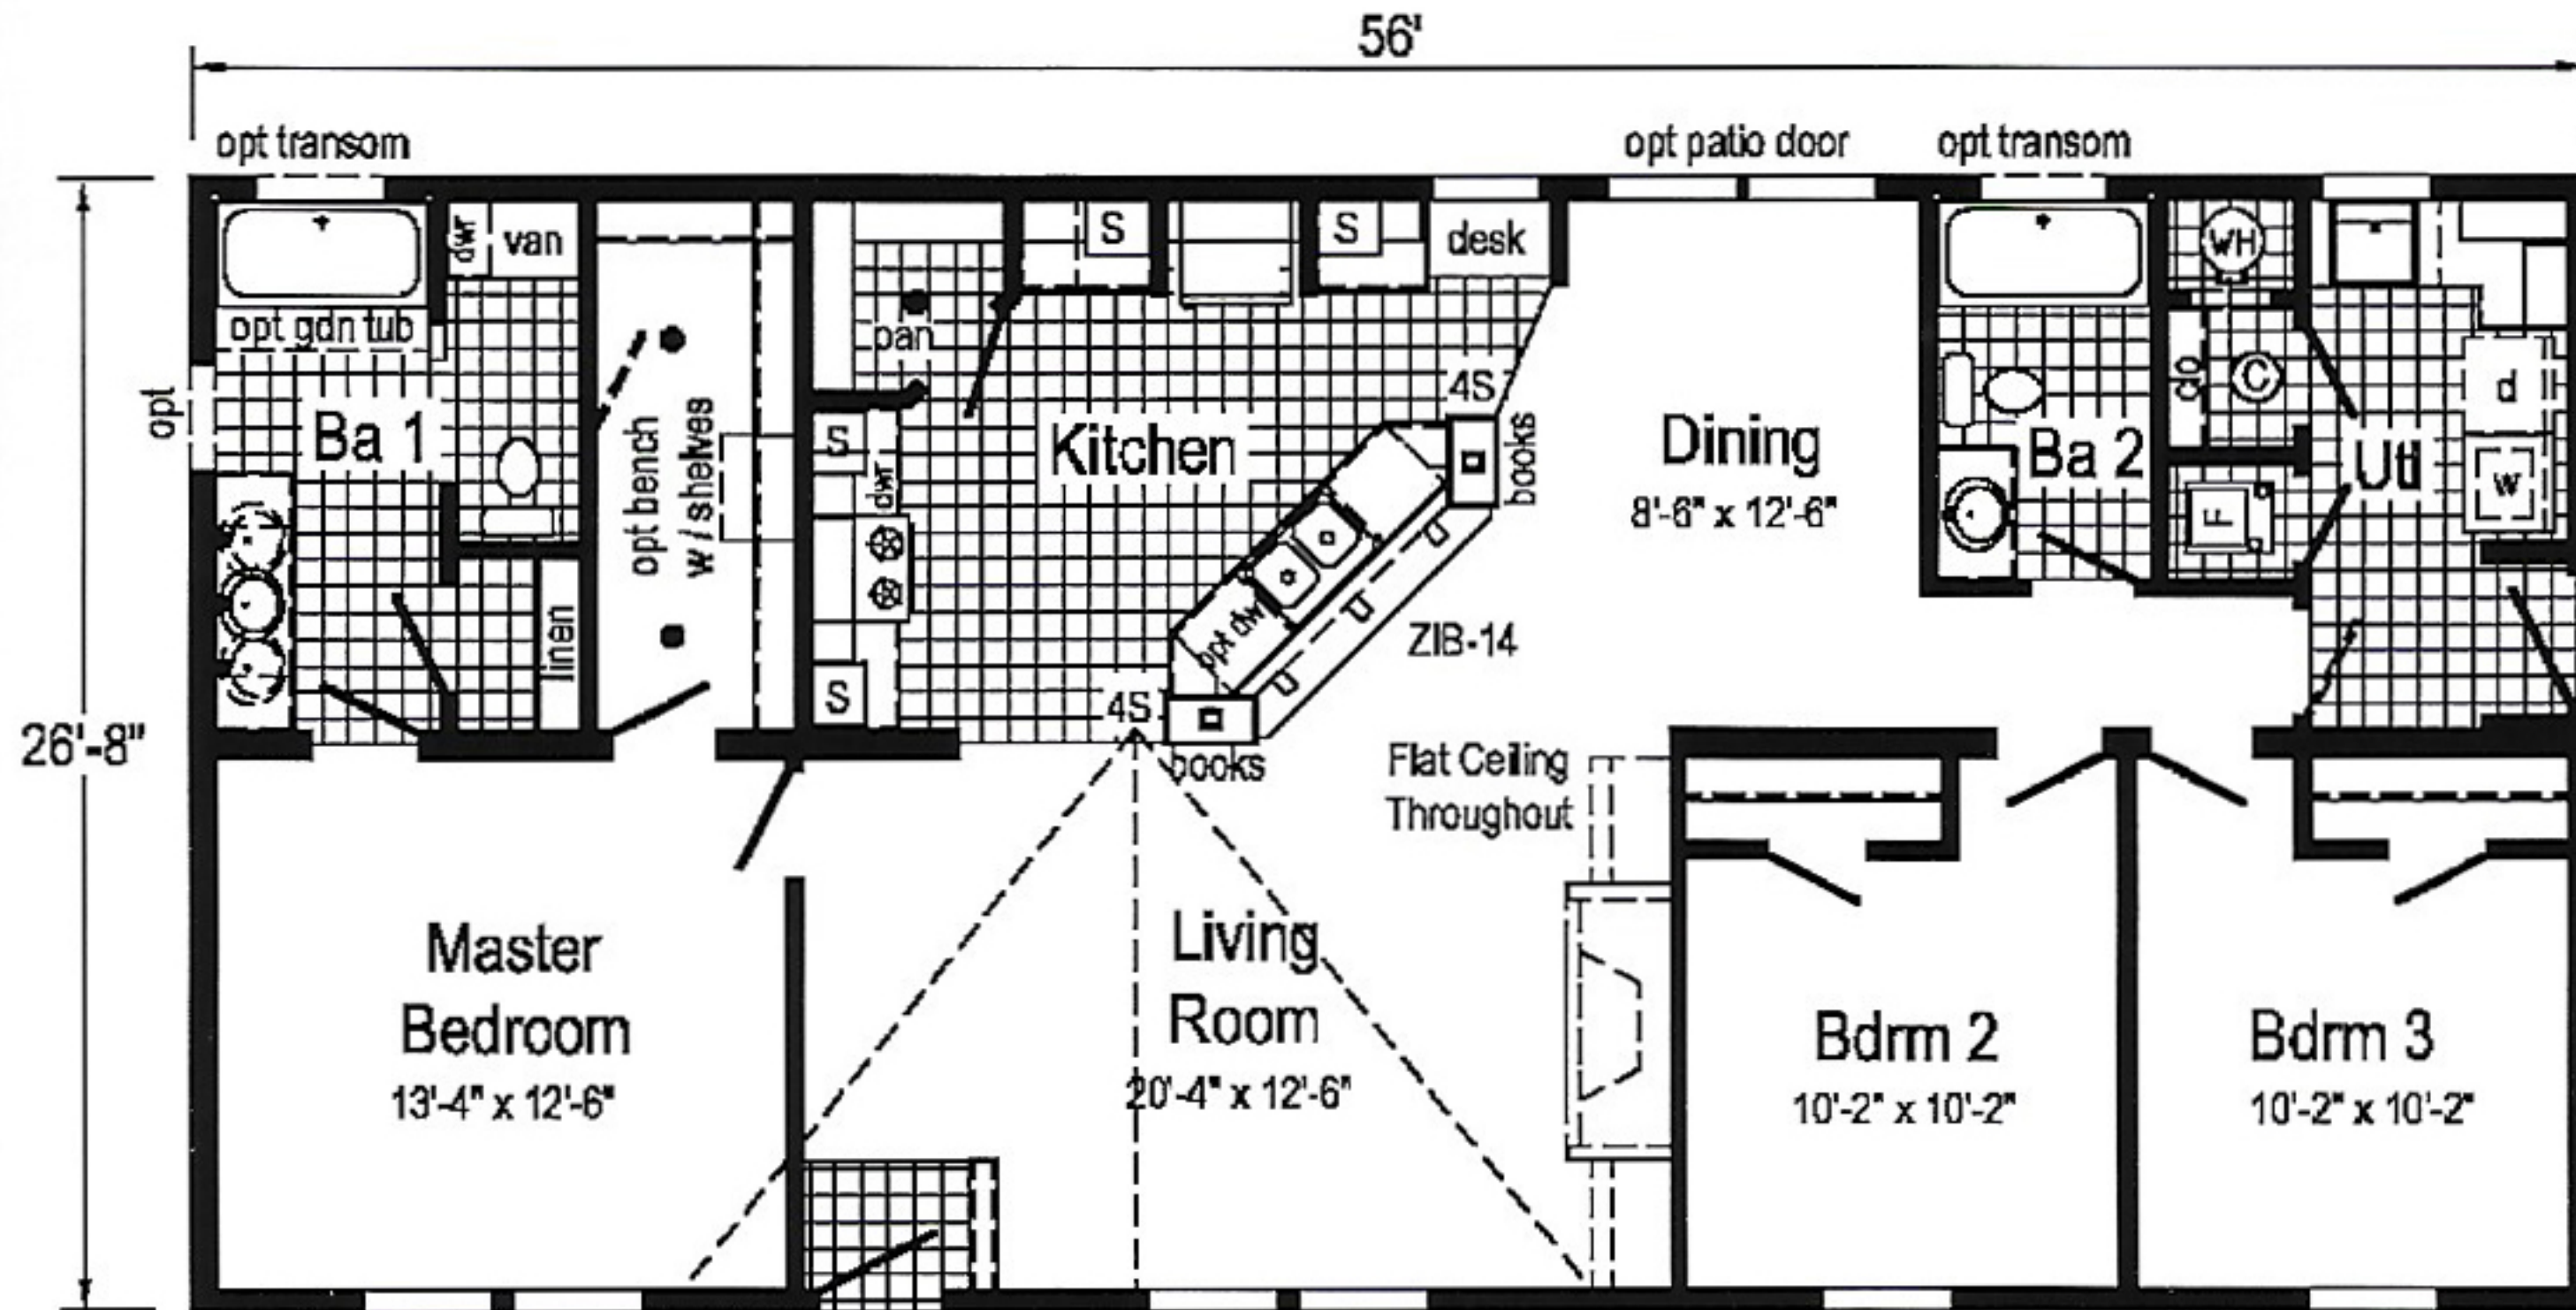 56'
opt transom
opt patio door
opt transom
dwr
van
S
S
desk
WH
opt gdn tub
pan
opt
Ba 1
opt bench
w / shelves
S
dwr
Kitchen
4S
books
Dining
8'-6" x 12'-6"
Ba 2
co
C
Utl
d
w
F
linen
opt dw
ZIB-14
S
4S
books
26'-8"
Flat Ceiling
Throughout
Master
Bedroom
13'-4" x 12'-6"
Living
Room
20'-4" x 12'-6"
Bdrm 2
10'-2" x 10'-2"
Bdrm 3
10'-2" x 10'-2"